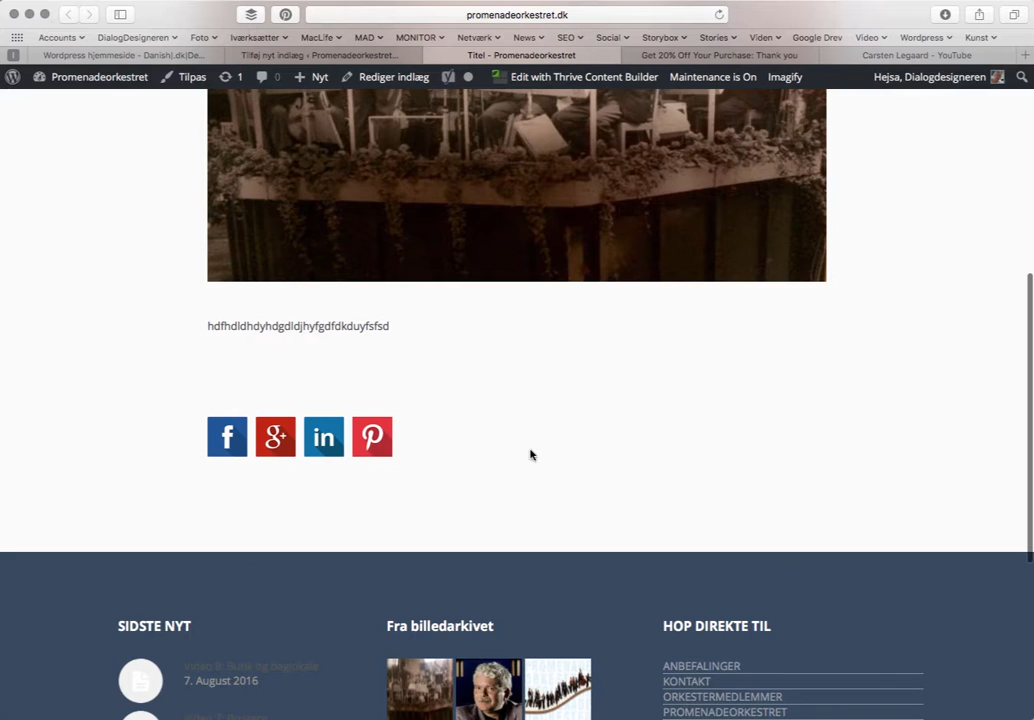 promenadeorkestret.dk
Accounts DialogDesigneren Foto Iværksætter MacLife MAD MONITOR Netværk News SEO Social Storybox Stories Viden Google Drev Video Wordpress Kunst
Wordpress hjemmeside - DanishJ.dk|De... Tilføj nyt indlæg ‹ Promenadeorkestret... Titel - Promenadeorkestret Get 20% Off Your Purchase: Thank you Carsten Legaard - YouTube
Promenadeorkestret Tilpas 1 0 Nyt Rediger indlæg Edit with Thrive Content Builder Maintenance is On Imagify Hejsa, Dialogdesigneren
hdfhdldhdyhdgdldjhyfgdfdkduyfsfsd
f g+ in
SIDSTE NYT
7. August 2016
Fra billedarkivet
HOP DIREKTE TIL
ANBEFALINGER
KONTAKT
ORKESTERMEDLEMMER
PROMENADEORKESTRET